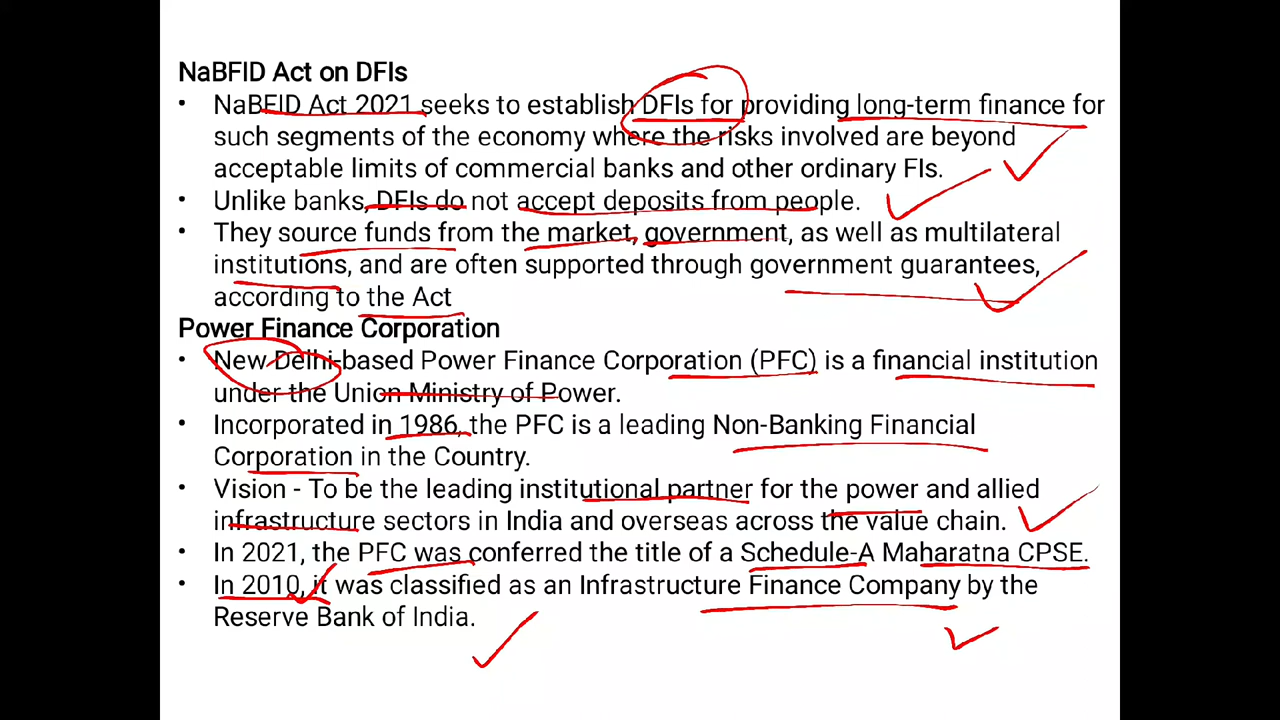 NaBFID Act on DFIs
• NaBFID Act 2021 seeks to establish DFIs for providing long-term finance for
such segments of the economy where the risks involved are beyond
acceptable limits of commercial banks and other ordinary FIs.
• Unlike banks, DFIs do not accept deposits from people.
• They source funds from the market, government, as well as multilateral
institutions, and are often supported through government guarantees,
according to the Act
Power Finance Corporation
• New Delhi-based Power Finance Corporation (PFC) is a financial institution
under the Union Ministry of Power.
• Incorporated in 1986, the PFC is a leading Non-Banking Financial
Corporation in the Country.
• Vision - To be the leading institutional partner for the power and allied
infrastructure sectors in India and overseas across the value chain.
• In 2021, the PFC was conferred the title of a Schedule-A Maharatna CPSE.
• In 2010, it was classified as an Infrastructure Finance Company by the
Reserve Bank of India.